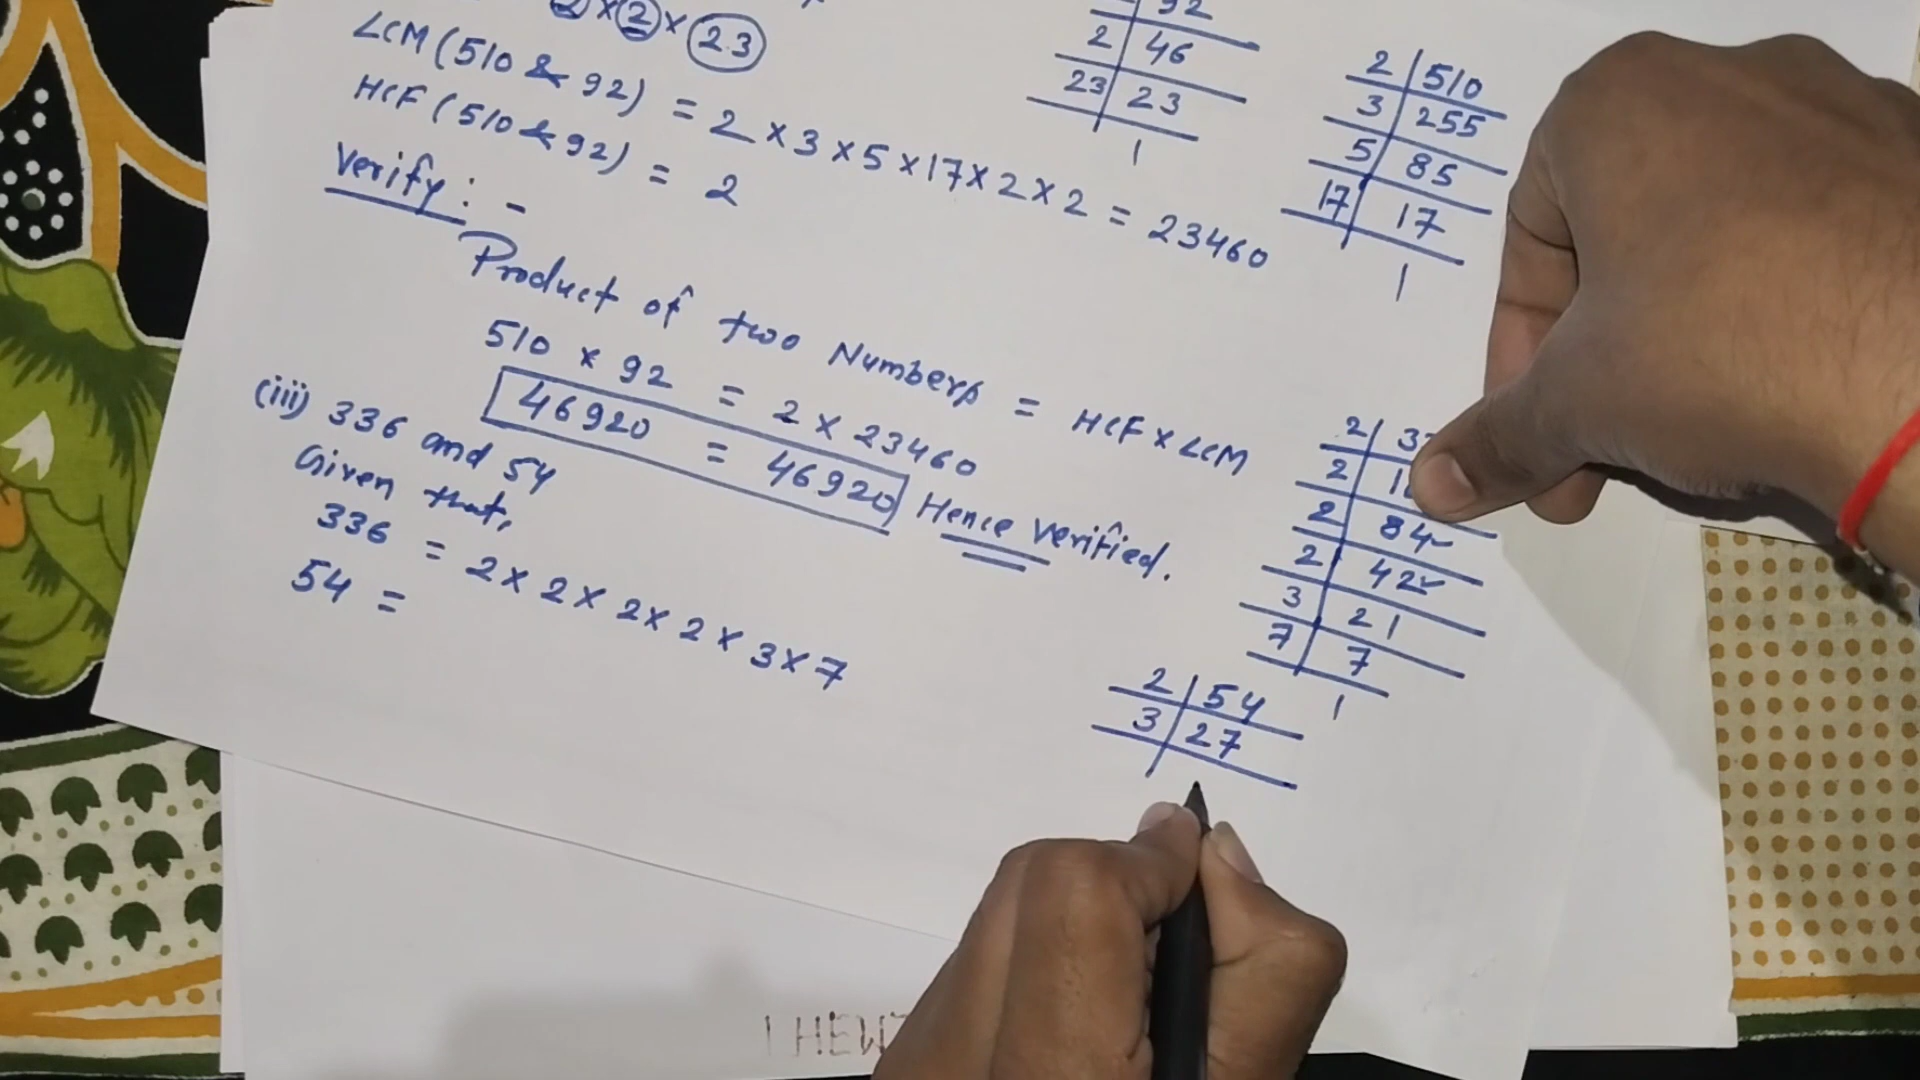 2 × 2 × 23
LCM (510 & 92) = 2 × 3 × 5 × 17 × 2 × 2 = 23460
HCF (510 & 92) = 2
Verify : -
Product of two Numbers = HCF × LCM
510 × 92 = 2 × 23460
46920 = 46920 Hence verified.
(iii) 336 and 54
Given that,
336 = 2 × 2 × 2 × 2 × 3 × 7
54 =
92
2 46
23 23
1
2 510
3 255
5 85
17 17
1
2 3
2 1
2 84
2 42
3 21
7 7
1
2 54
3 27